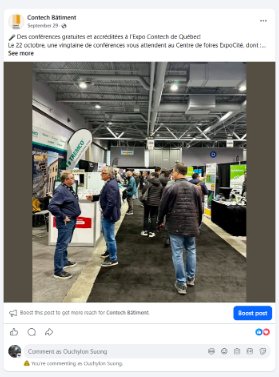 Contech Bâtiment
September 29
🎤 Des conférences gratuites et accréditées à l'Expo Contech de Québec!
Le 22 octobre, une vingtaine de conférences vous attendent au Centre de foires ExpoCité, dont :...
See more
Boost this post to get more reach for Contech Bâtiment.
Boost post
Comment as Ouchylon Suong
You're commenting as Ouchylon Suong.